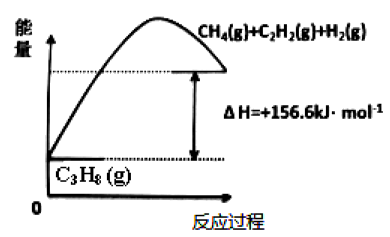 能
量
CH₄(g)+C₂H₂(g)+H₂(g)
ΔH=+156.6kJ· mol⁻¹
C₃H₈ (g)
0
反应过程